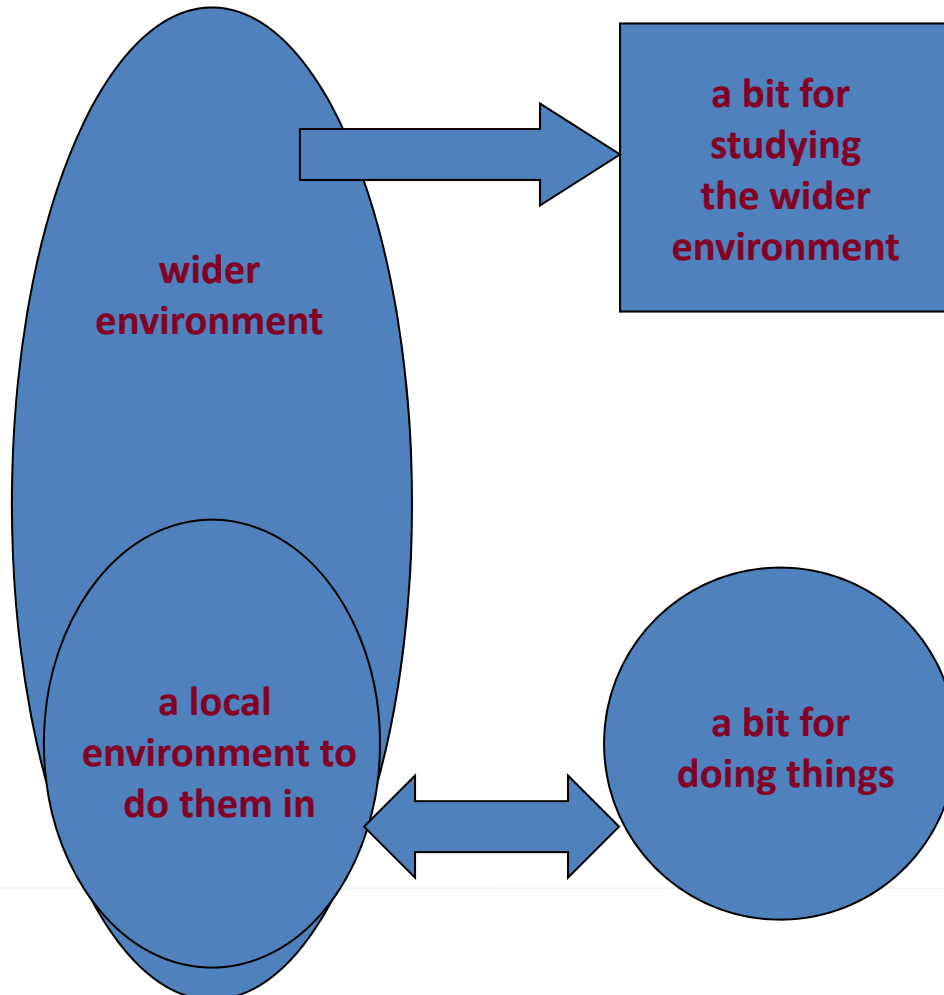 a bit for
studying
the wider
environment
wider
environment
a local
environment to
do them in
a bit for
doing things